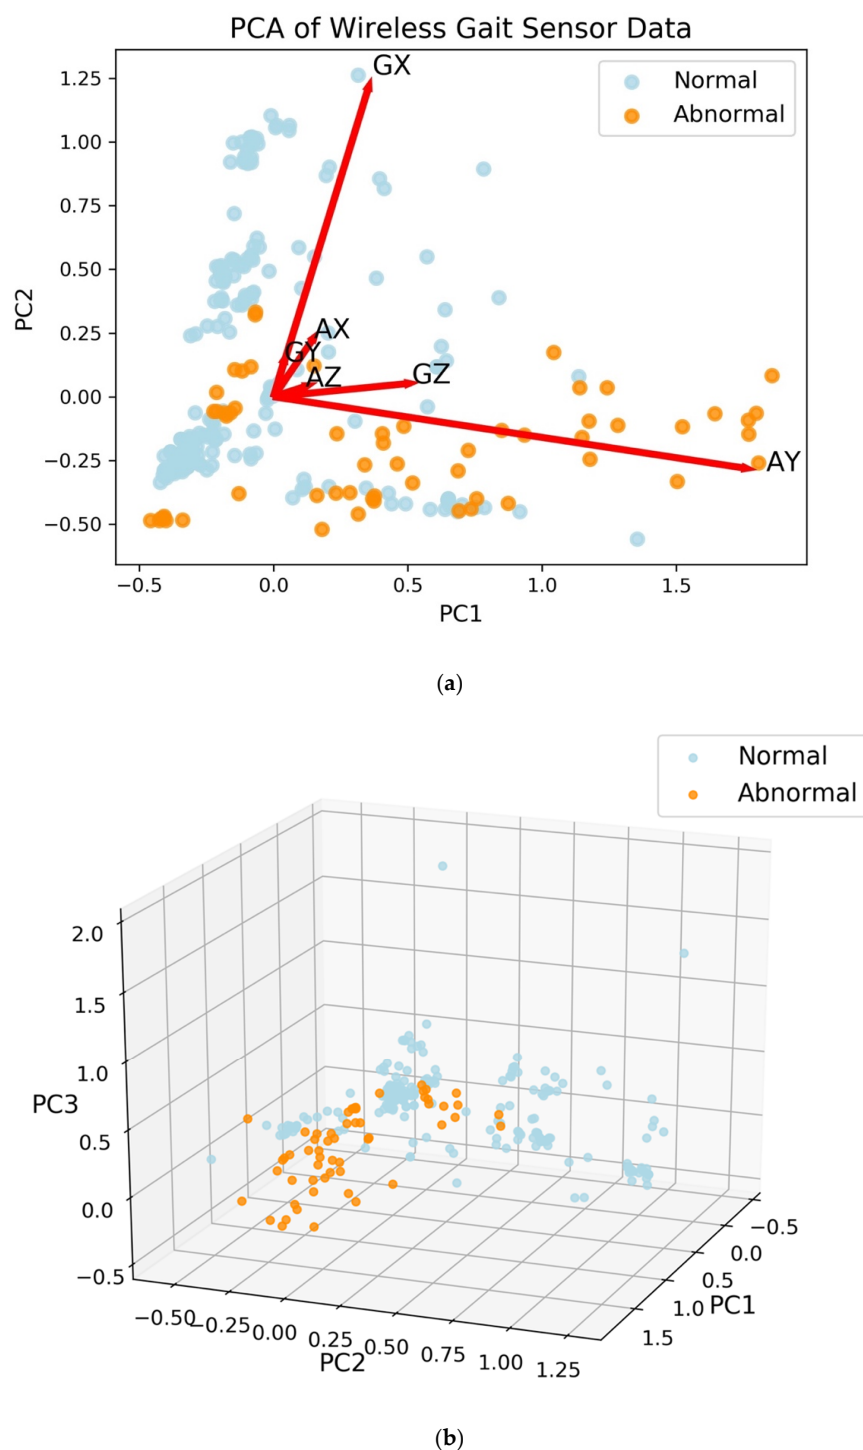 PCA of Wireless Gait Sensor Data
Normal
Abnormal
GX
AX
GY
AZ
GZ
AY
1.25
1.00
0.75
0.50
0.25
0.00
−0.25
−0.50
PC2
−0.5
0.0
0.5
1.0
1.5
PC1
(a)
Normal
Abnormal
2.0
1.5
1.0
0.5
0.0
−0.5
PC3
−0.50
−0.25
0.00
0.25
0.50
0.75
1.00
1.25
PC2
−0.5
0.0
0.5
1.0
1.5
PC1
(b)